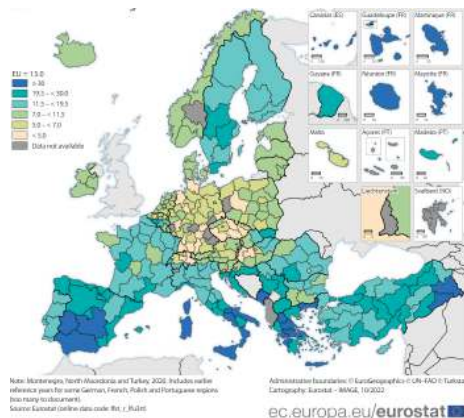 Canarias (ES)
Guadeloupe (FR)
Martinique (FR)
EU = 13.0
≥ 30
19.5 – < 30.0
11.5 – < 19.5
7.0 – < 11.5
5.0 – < 7.0
< 5.0
Data not available
Guyane (FR)
Réunion (FR)
Mayotte (FR)
Malta
Açores (PT)
Madeira (PT)
Liechtenstein
Svalbard (NO)
Note: Montenegro, North Macedonia and Turkey, 2020. Includes earlier
reference years for some German, French, Polish and Portuguese regions
(too many to document).
Source: Eurostat (online data code:
Administrative boundaries: © EuroGeographics © UN–FAO © Turkstat
Cartography: Eurostat – IMAGE, 10/2022
ec.europa.eu/eurostat